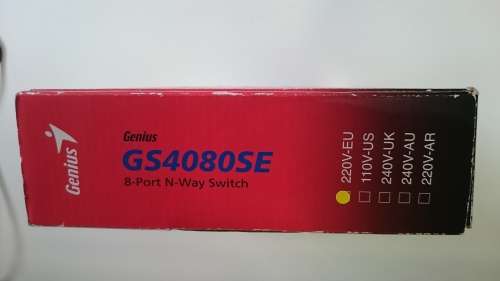 Genius
Genius
GS4080SE
8-Port N-Way Switch
220V-EU
110V-US
240V-UK
240V-AU
220V-AR